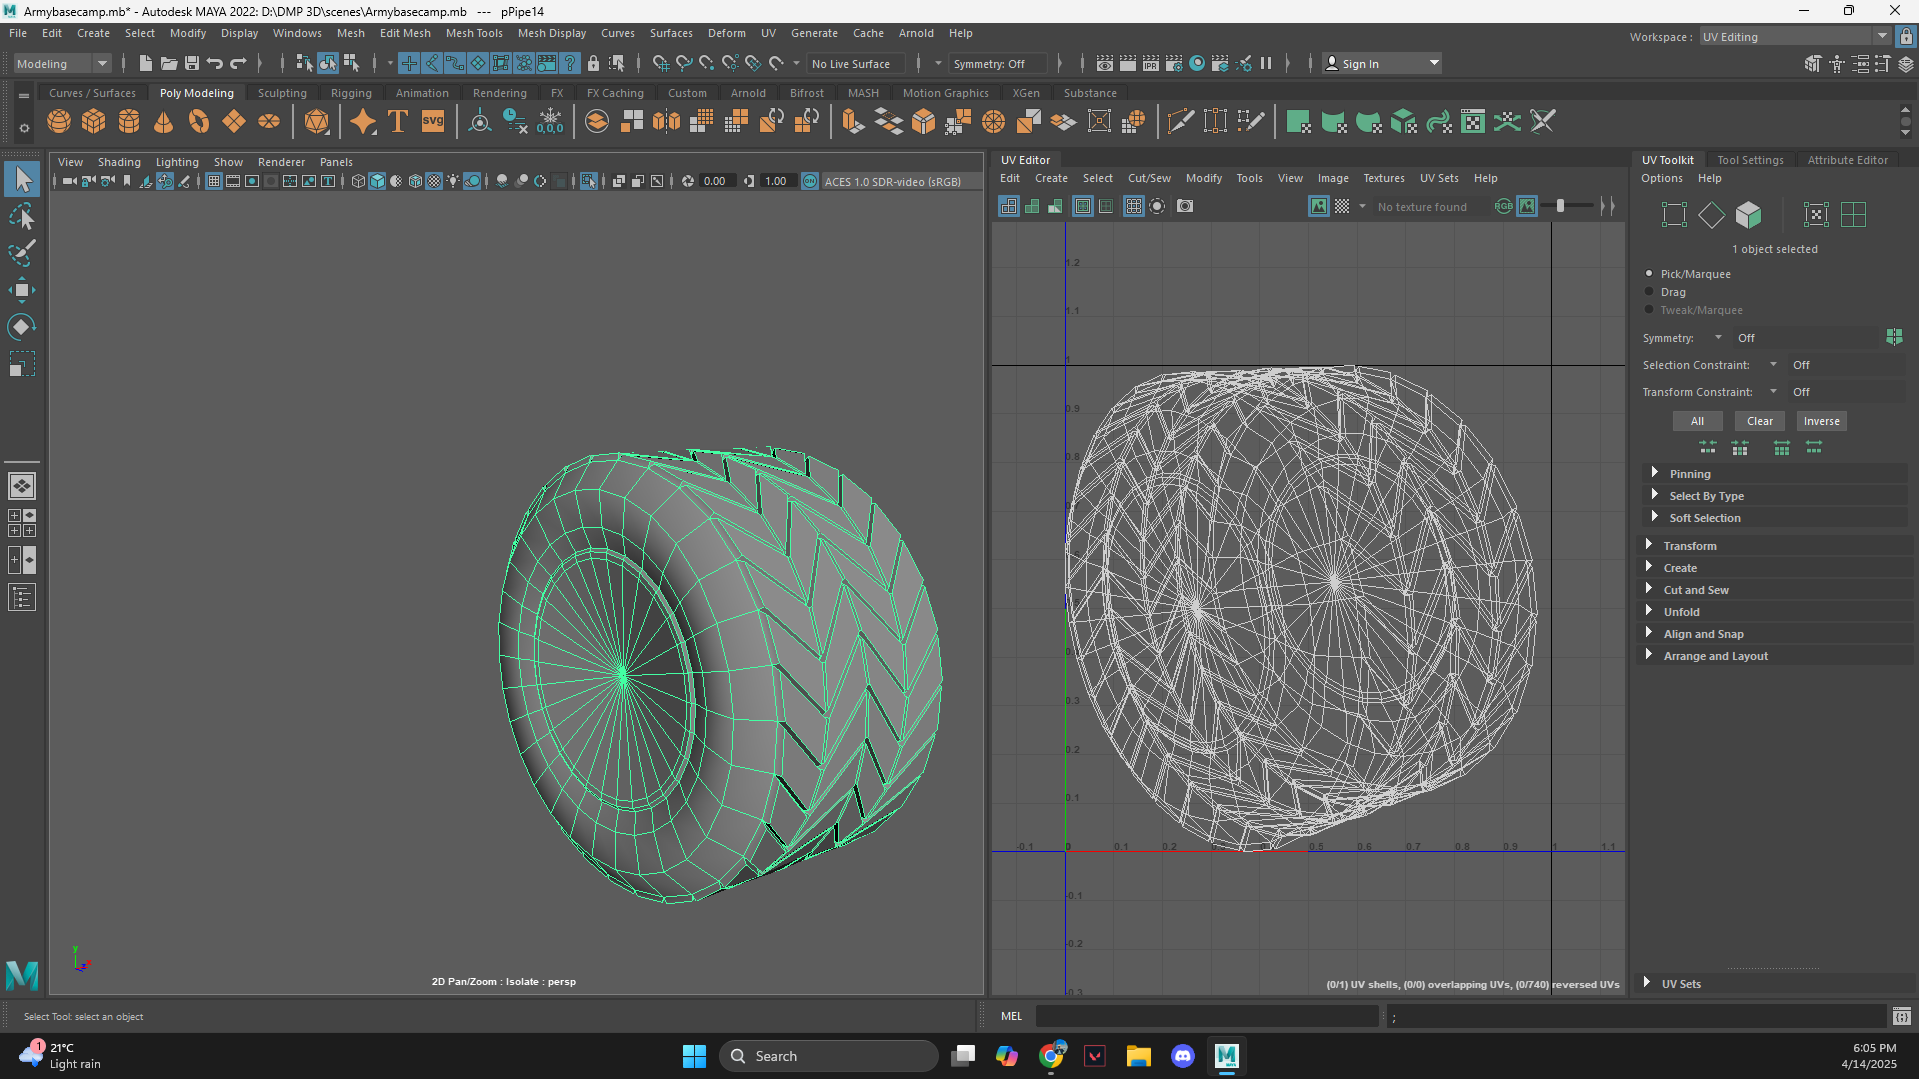 Armybasecamp.mb* - Autodesk MAYA 2022: D:\DMP 3D\scenes\Armybasecamp.mb --- pPipe14
File Edit Create Select Modify Display Windows Mesh Edit Mesh Mesh Tools Mesh Display Curves Surfaces Deform UV Generate Cache Arnold Help
Workspace : UV Editing
Modeling No Live Surface Symmetry: Off Sign In
Curves / Surfaces Poly Modeling Sculpting Rigging Animation Rendering FX FX Caching Custom Arnold Bifrost MASH Motion Graphics XGen Substance
View Shading Lighting Show Renderer Panels
0.00 1.00 ACES 1.0 SDR-video (sRGB)
2D Pan/Zoom : Isolate : persp
UV Editor
Edit Create Select Cut/Sew Modify Tools View Image Textures UV Sets Help
No texture found
1.2
1.1
1
0.9
0.8
0.3
0.2
0.1
-0.1 0 0.1 0.2 0.5 0.6 0.7 0.8 0.9 1 1.1
-0.1
-0.2
-0.3
(0/1) UV shells, (0/0) overlapping UVs, (0/740) reversed UVs
UV Toolkit Tool Settings Attribute Editor
Options Help
1 object selected
Pick/Marquee
Drag
Tweak/Marquee
Symmetry: Off
Selection Constraint: Off
Transform Constraint: Off
All Clear Inverse
Pinning
Select By Type
Soft Selection
Transform
Create
Cut and Sew
Unfold
Align and Snap
Arrange and Layout
UV Sets
Select Tool: select an object
MEL ;
1
21°C
Light rain
Search
6:05 PM
4/14/2025